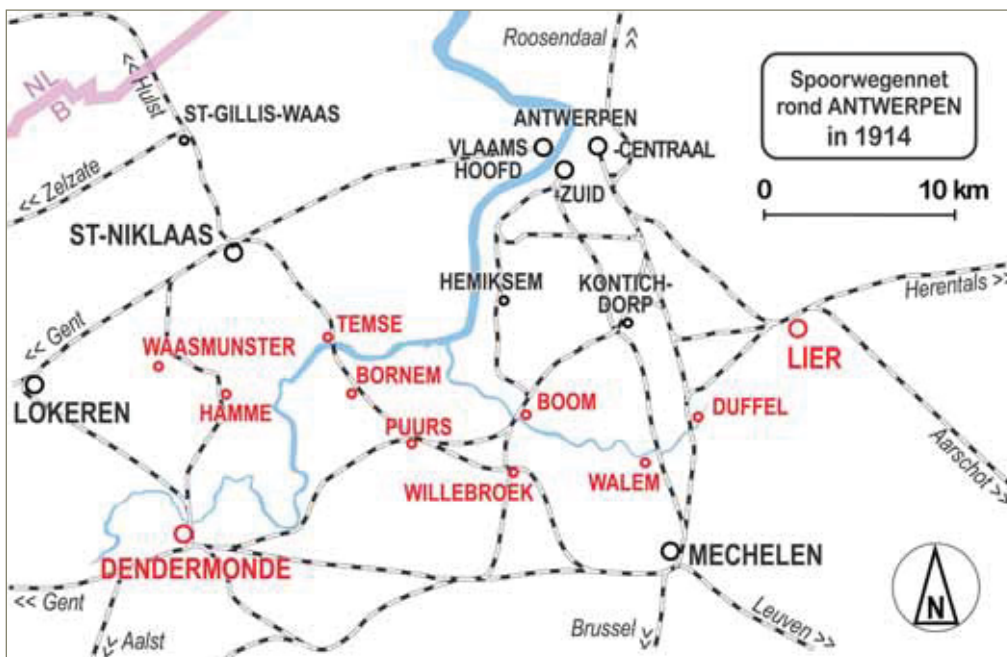 Roosendaal >>
NL
B
<< Hulst
ST-GILLIS-WAAS
<< Zelzate
Spoorwegennet
rond ANTWERPEN
in 1914
0 10 km
ANTWERPEN
VLAAMS
HOOFD
-CENTRAAL
-ZUID
ST-NIKLAAS
HEMIKSEM
KONTICH-
DORP
Herentals >>
<< Gent
TEMSE
WAASMUNSTER
LIER
LOKEREN
HAMME
BORNEM
BOOM
DUFFEL
PUURS
WILLEBROEK
WALEM
Aarschot >>
DENDERMONDE
MECHELEN
<< Gent
<< Aalst
Brussel >>
Leuven >>
N